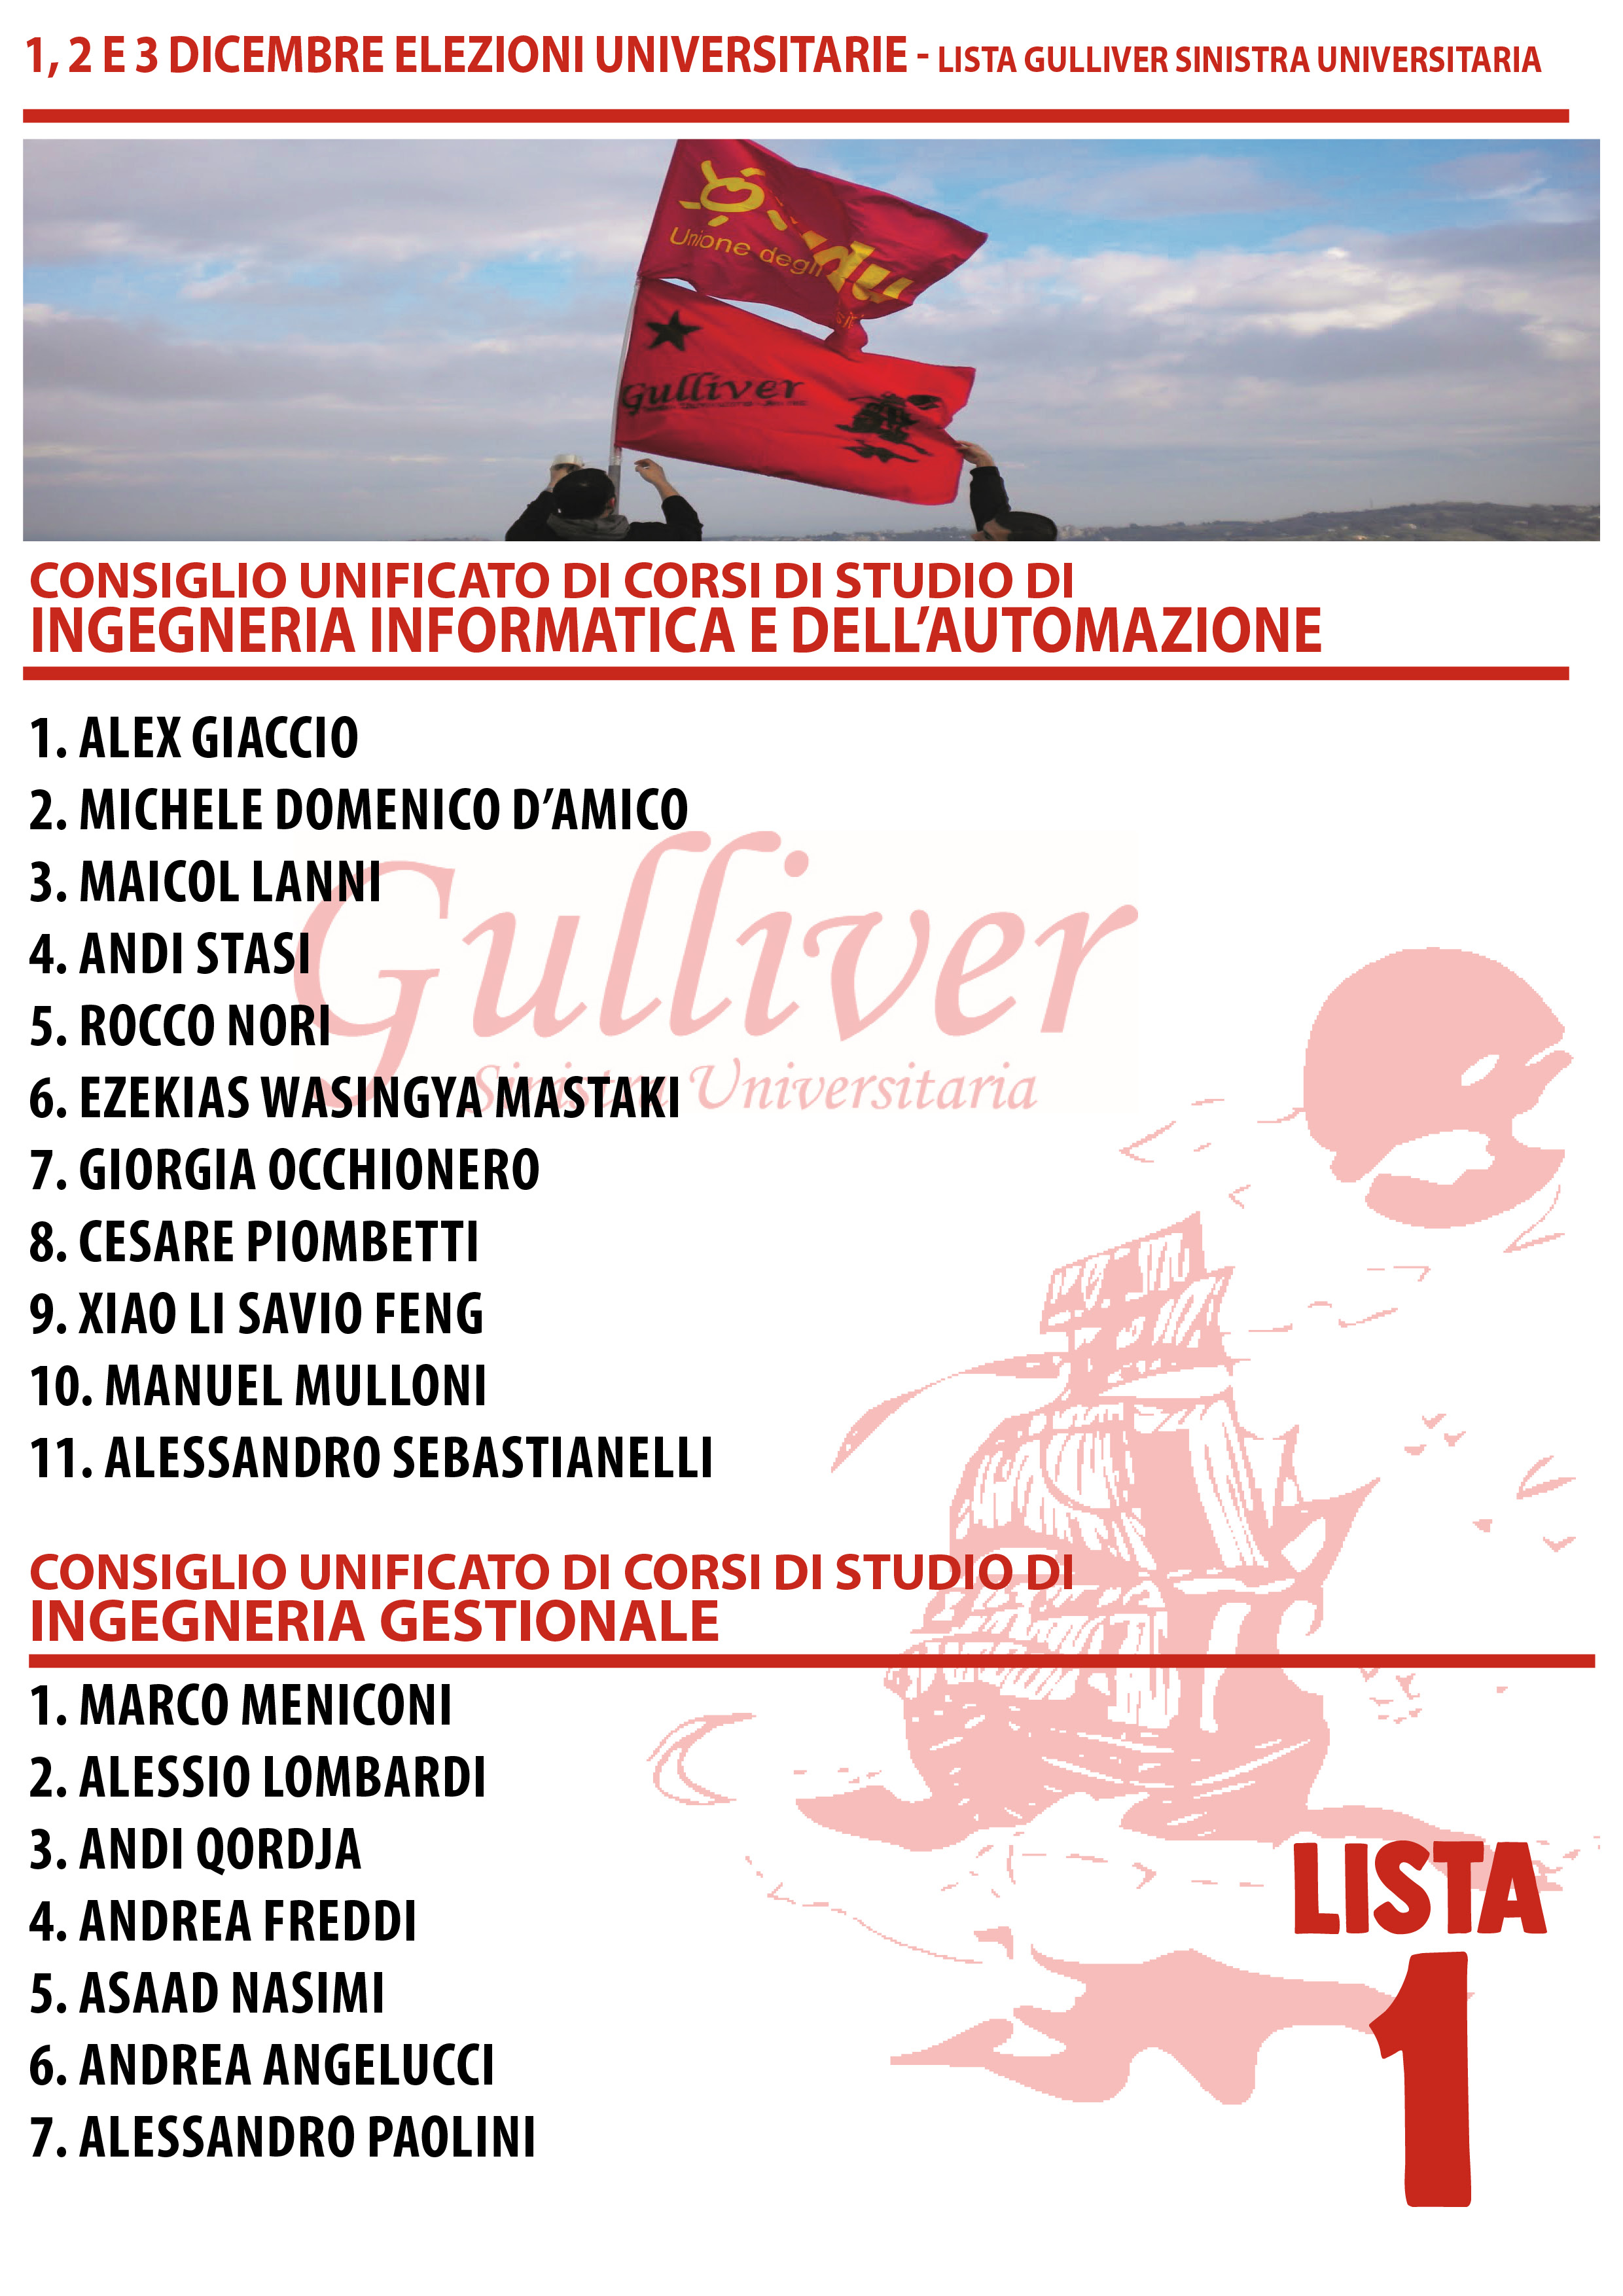 1, 2 E 3 DICEMBRE ELEZIONI UNIVERSITARIE - LISTA GULLIVER SINISTRA UNIVERSITARIA
Unione degli
Gulliver
CONSIGLIO UNIFICATO DI CORSI DI STUDIO DI
INGEGNERIA INFORMATICA E DELL’AUTOMAZIONE
1. ALEX GIACCIO
2. MICHELE DOMENICO D’AMICO
3. MAICOL LANNI
4. ANDI STASI
5. ROCCO NORI
6. EZEKIAS WASINGYA MASTAKI
7. GIORGIA OCCHIONERO
8. CESARE PIOMBETTI
9. XIAO LI SAVIO FENG
10. MANUEL MULLONI
11. ALESSANDRO SEBASTIANELLI
Gulliver
Sinistra Universitaria
CONSIGLIO UNIFICATO DI CORSI DI STUDIO DI
INGEGNERIA GESTIONALE
1. MARCO MENICONI
2. ALESSIO LOMBARDI
3. ANDI QORDJA
4. ANDREA FREDDI
5. ASAAD NASIMI
6. ANDREA ANGELUCCI
7. ALESSANDRO PAOLINI
LISTA
1